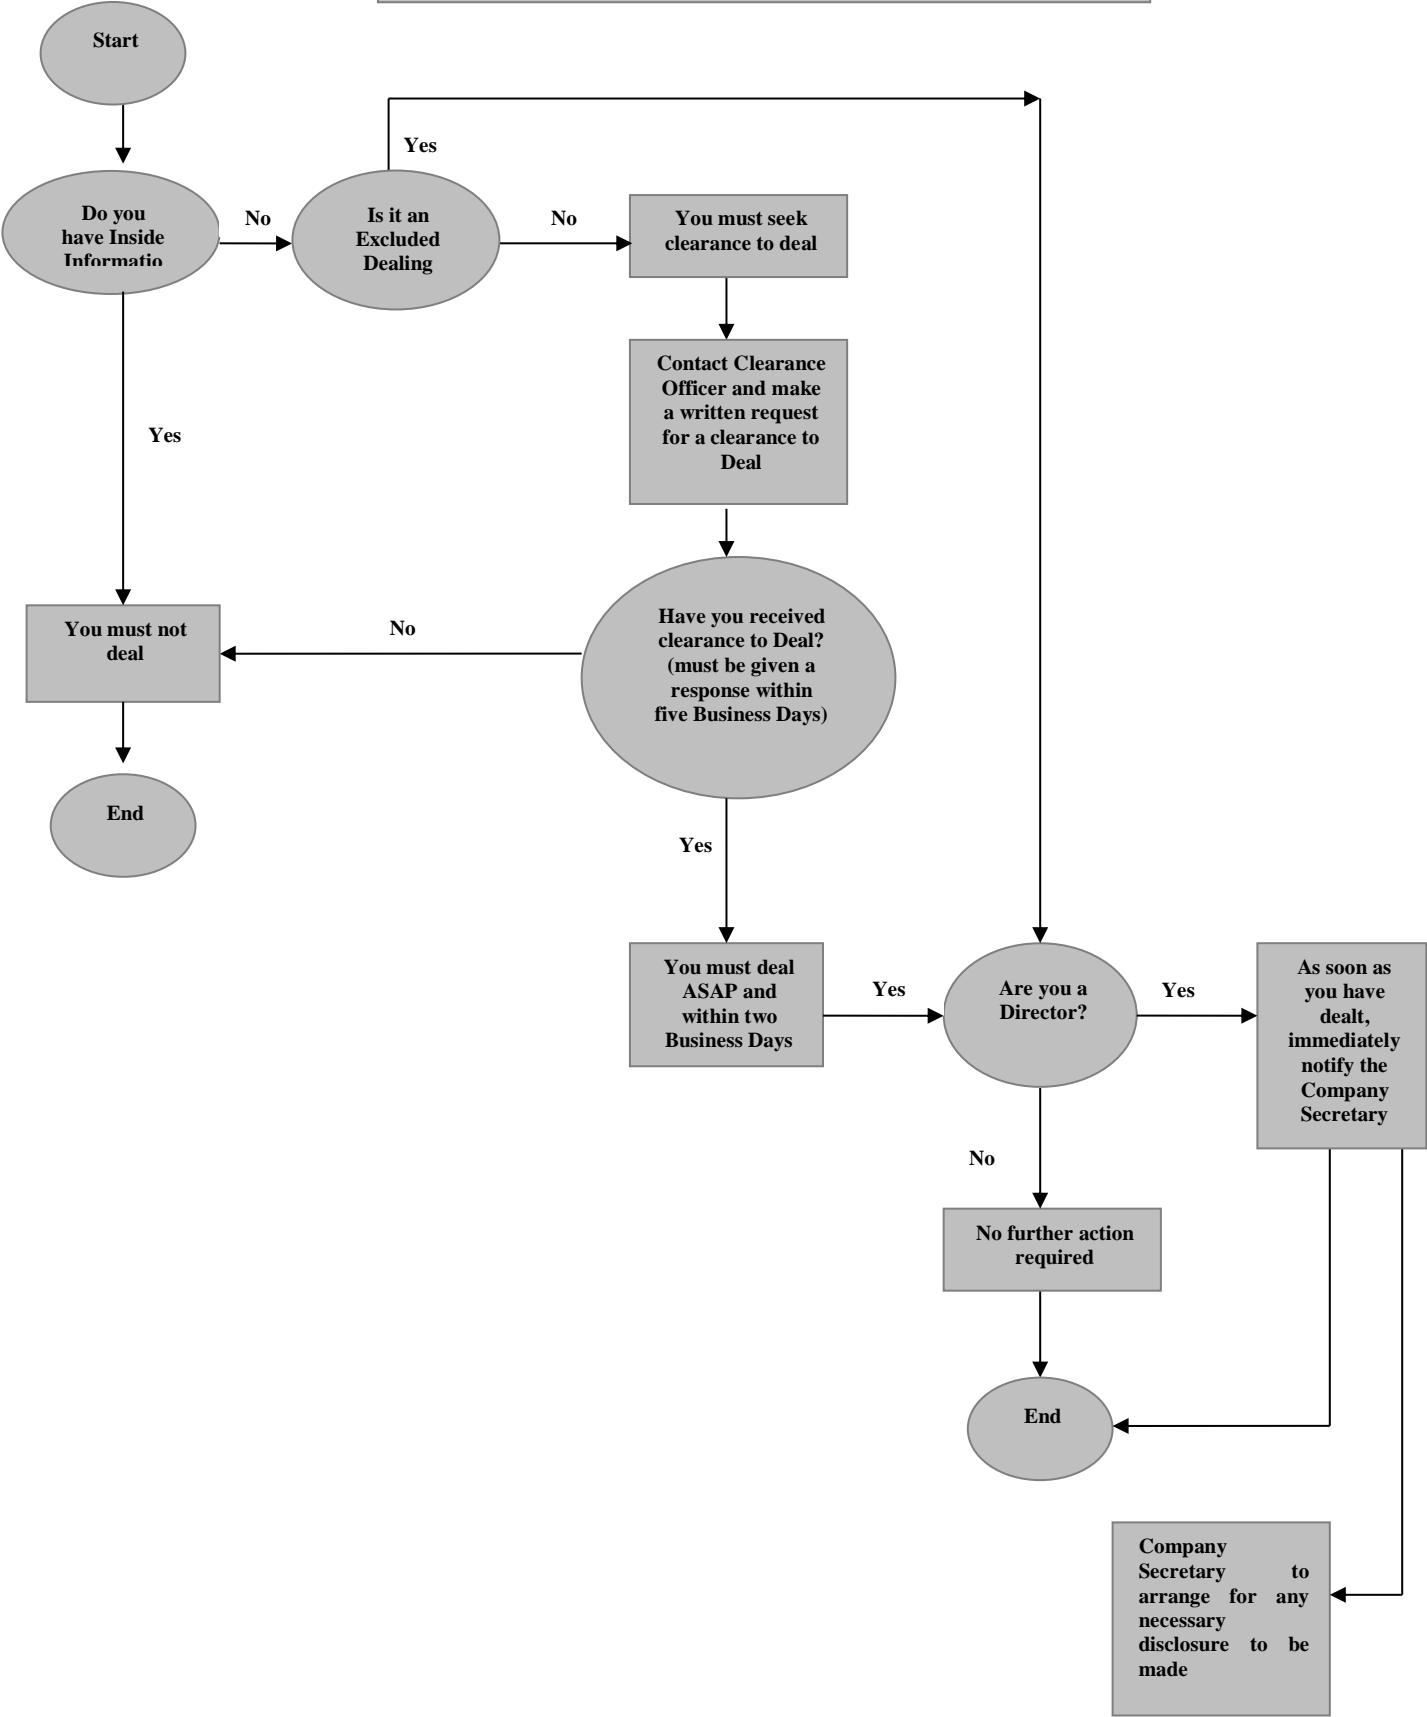 Start
Yes
Do you
have Inside
Informatio
No
Is it an
Excluded
Dealing
No
You must seek
clearance to deal
Contact Clearance
Officer and make
a written request
for a clearance to
Deal
Yes
You must not
deal
No
Have you received
clearance to Deal?
(must be given a
response within
five Business Days)
End
Yes
You must deal
ASAP and
within two
Business Days
Yes
Are you a
Director?
Yes
As soon as
you have
dealt,
immediately
notify the
Company
Secretary
No
No further action
required
End
Company
Secretary to
arrange for any
necessary
disclosure to be
made